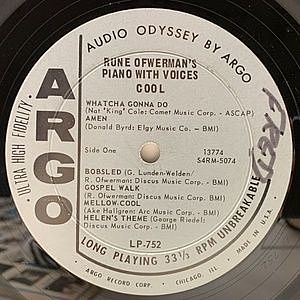 AUDIO ODYSSEY BY ARGO
RUNE OFWERMAN'S
PIANO WITH VOICES
COOL
WHATCHA GONNA DO
(Nat "King" Cole: Comet Music Corp. - ASCAP)
AMEN
(Donald Byrd: Elgy Music Co. - BMI)
Side One
13774
S4RM-5074
BOBSLED (G. Lunden-Welden/
R. Ofwerman: Discus Music Corp. - BMI)
GOSPEL WALK
R. Ofwerman: Discus Music Corp. - BMI)
MELLOW-COOL
(Ake Hallgren: Arc Music Corp. - BMI)
HELEN'S THEME (George Riedel:
Discus Music Corp. - BMI)
LP-752
LONG PLAYING 33⅓ RPM UNBREAKABLE
ARGO RECORD CORP. CHICAGO, ILL. MADE IN U.S.A.
ULTRA HIGH FIDELITY
ARGO